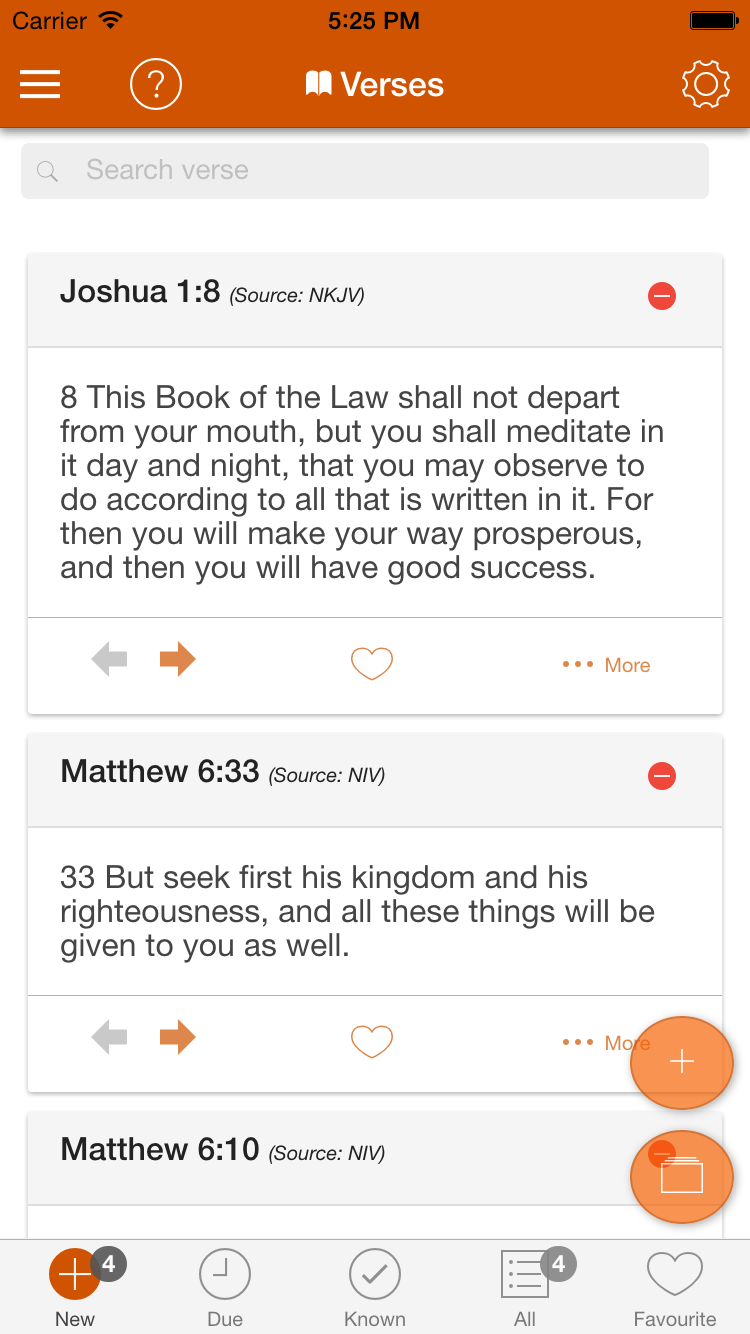 Carrier 5:25 PM
? Verses
Search verse
Joshua 1:8 (Source: NKJV)
8 This Book of the Law shall not depart
from your mouth, but you shall meditate in
it day and night, that you may observe to
do according to all that is written in it. For
then you will make your way prosperous,
and then you will have good success.
More
Matthew 6:33 (Source: NIV)
33 But seek first his kingdom and his
righteousness, and all these things will be
given to you as well.
More
Matthew 6:10 (Source: NIV)
4 4
New Due Known All Favourite